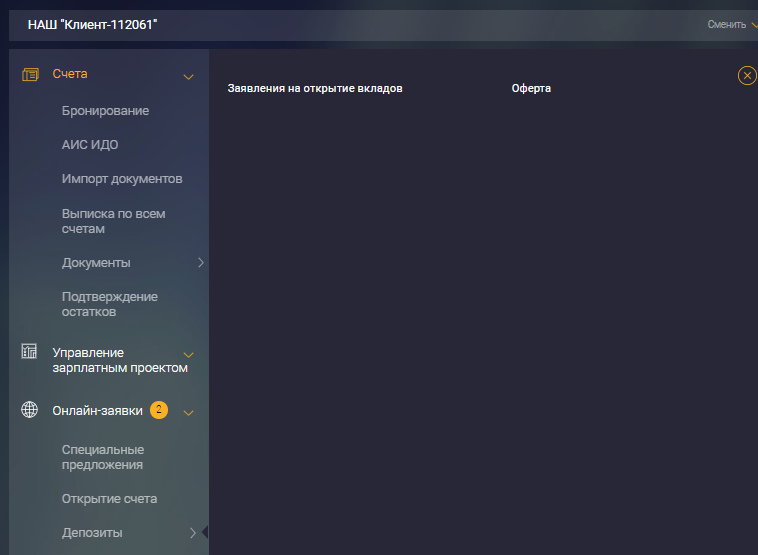 НАШ "Клиент-112061"
Сменить
Счета
Бронирование
АИС ИДО
Импорт документов
Выписка по всем
счетам
Документы
Подтверждение
остатков
Управление
зарплатным проектом
Онлайн-заявки 2
Специальные
предложения
Открытие счета
Депозиты
Заявления на открытие вкладов
Оферта